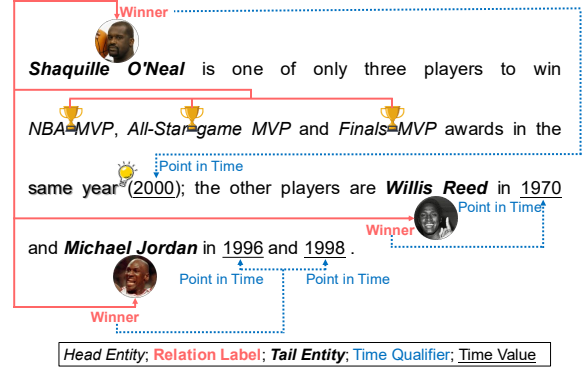 Winner
Shaquille O'Neal is one of only three players to win
NBA MVP, All-Star game MVP and Finals MVP awards in the
Point in Time
same year (2000); the other players are Willis Reed in 1970
Point in Time
Winner
and Michael Jordan in 1996 and 1998 .
Point in Time Point in Time
Winner
Head Entity; Relation Label; Tail Entity; Time Qualifier; Time Value